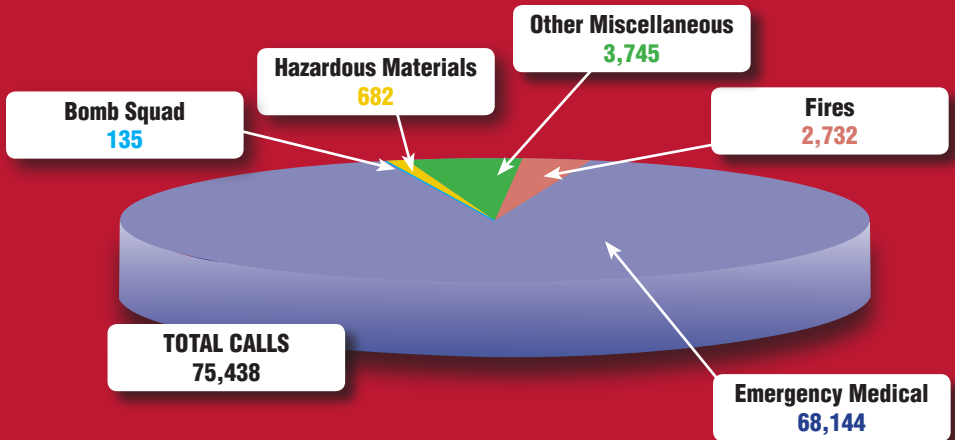 Other Miscellaneous
3,745
Hazardous Materials
682
Bomb Squad
135
Fires
2,732
TOTAL CALLS
75,438
Emergency Medical
68,144